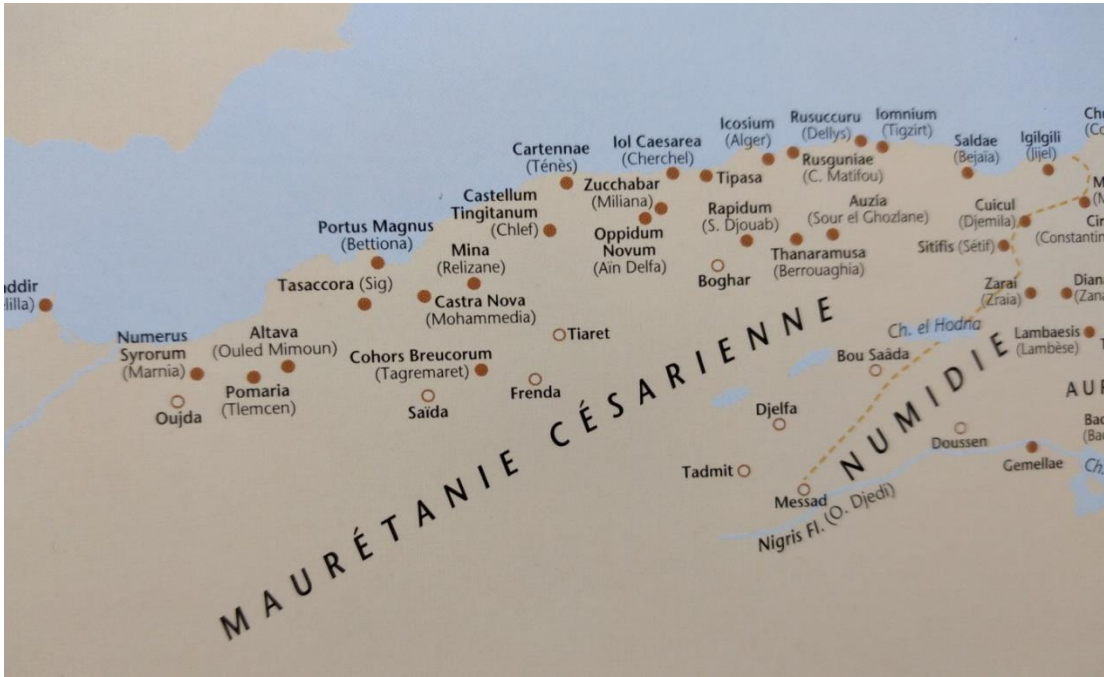 Icosium
(Alger)
Rusuccuru
(Dellys)
Iomnium
(Tigzirt)
Cartennae
(Ténès)
Iol Caesarea
(Cherchel)
Rusguniae
(C. Matifou)
Saldae
(Bejaïa)
Igilgili
(Jijel)
Castellum
Tingitanum
(Chlef)
Zucchabar
(Miliana)
Tipasa
Portus Magnus
(Bettiona)
Mina
(Relizane)
Oppidum
Novum
(Aïn Delfa)
Rapidum
(S. Djouab)
Auzia
(Sour el Ghozlane)
Cuicul
(Djemila)
(Constantin
Sitifis (Sétif)
Boghar
Thanaramusa
(Berrouaghia)
Tasaccora (Sig)
Castra Nova
(Mohammedia)
Zarai
(Zraia)
Diana
(Zana
Numerus
Syrorum
(Marnia)
Altava
(Ouled Mimoun)
Cohors Breucorum
(Tagremaret)
Tiaret
Ch. el Hodna
Lambaesis
(Lambèse)
Bou Saâda
Pomaria
(Tlemcen)
Oujda
Saïda
Frenda
Djelfa
Doussen
Gemellae
Tadmit
Messad
Nigris Fl. (O. Djedi)
MAURÉTANIE CÉSARIENNE
NUMIDIE